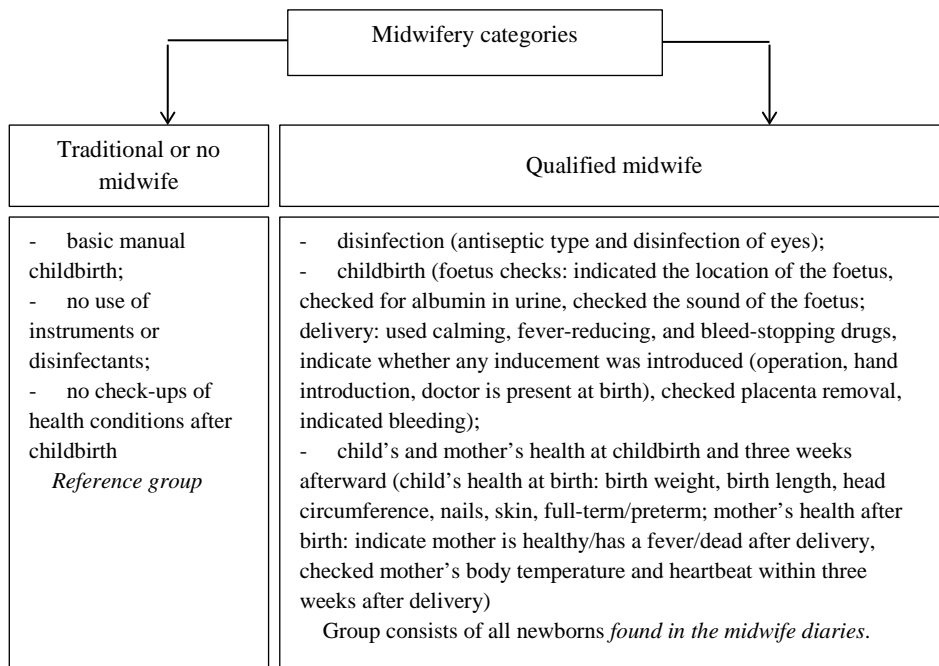 Midwifery categories
Traditional or no
midwife
Qualified midwife
- basic manual
childbirth;
- no use of
instruments or
disinfectants;
- no check-ups of
health conditions after
childbirth
Reference group
- disinfection (antiseptic type and disinfection of eyes);
- childbirth (foetus checks: indicated the location of the foetus,
checked for albumin in urine, checked the sound of the foetus;
delivery: used calming, fever-reducing, and bleed-stopping drugs,
indicate whether any inducement was introduced (operation, hand
introduction, doctor is present at birth), checked placenta removal,
indicated bleeding);
- child’s and mother’s health at childbirth and three weeks
afterward (child’s health at birth: birth weight, birth length, head
circumference, nails, skin, full-term/preterm; mother’s health after
birth: indicate mother is healthy/has a fever/dead after delivery,
checked mother’s body temperature and heartbeat within three
weeks after delivery)
Group consists of all newborns found in the midwife diaries.